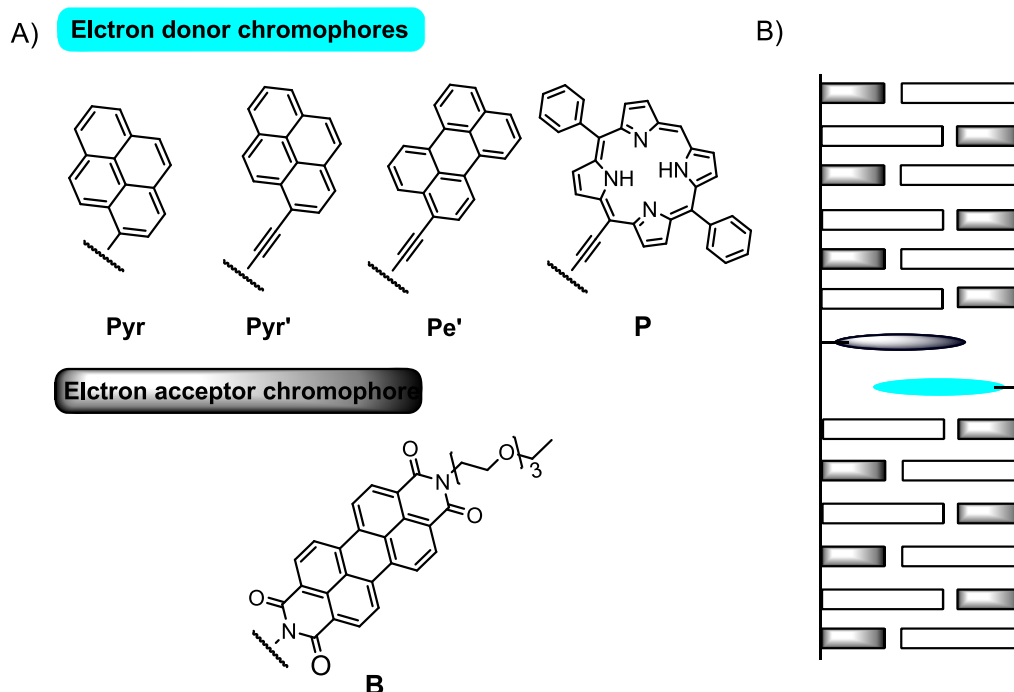 A)
Elctron donor chromophores
B)
N
NH
HN
N
Pyr
Pyr'
Pe'
P
Elctron acceptor chromophore
O
O
3
N
O
O
N
O
B